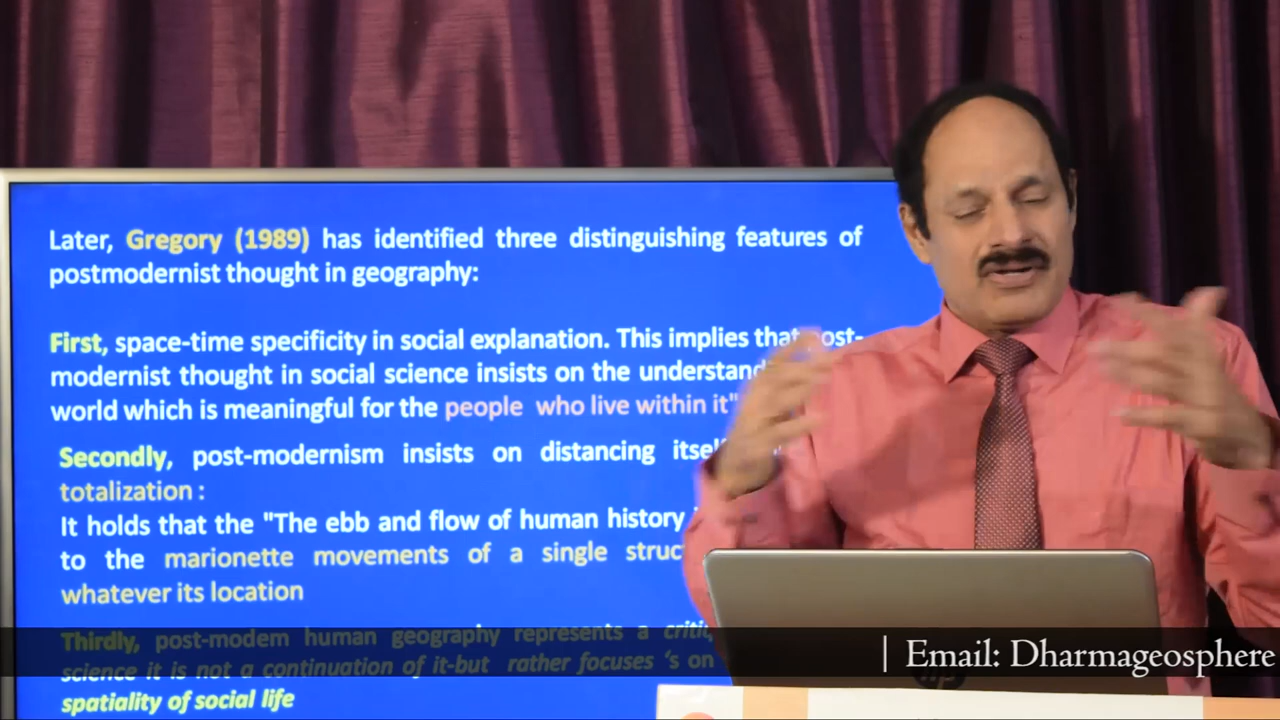 Later, Gregory (1989) has identified three distinguishing features of
postmodernist thought in geography:
First, space-time specificity in social explanation. This implies that post-
modernist thought in social science insists on the
world which is meaningful for the people who live within it"
Secondly, post-modernism insists on distancing
totalization :
It holds that the "The ebb and flow of human history
to the marionette movements of a single
whatever its location
Thirdly, post-modem human geography represents a
science it is not a continuation of it-but rather focuses 's on
spatiality of social life
| Email: Dharmageosphere